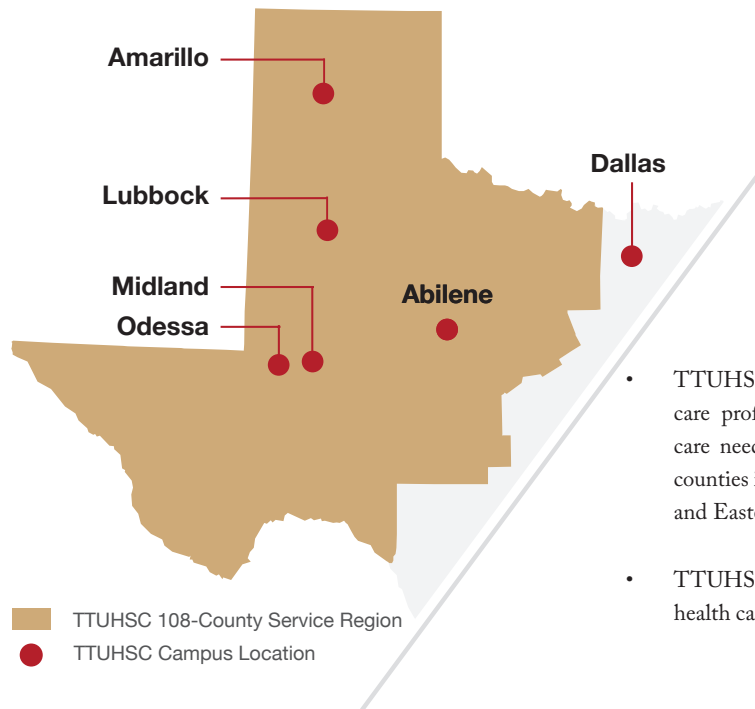 Amarillo
Dallas
Lubbock
Midland
Abilene
Odessa
• TTUHS
care prof
care need
counties
and Easte
• TTUHS
health ca
TTUHSC 108-County Service Region
TTUHSC Campus Location